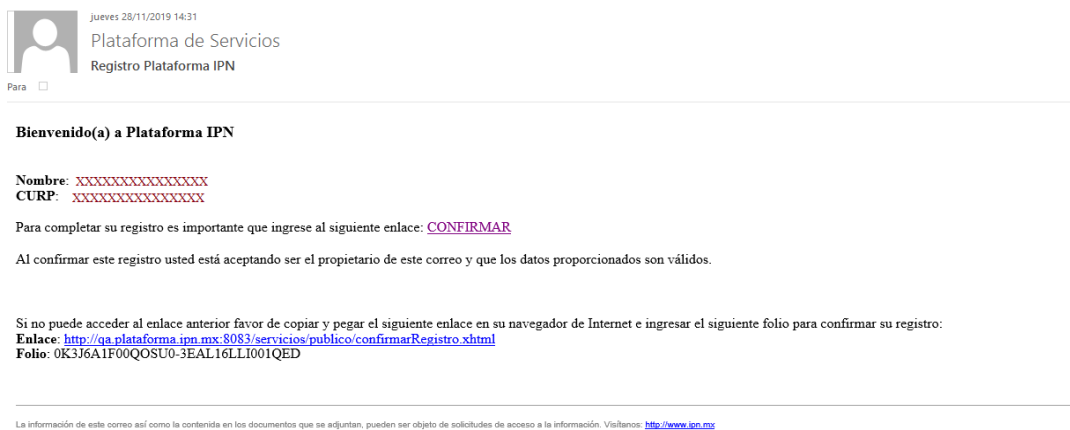 jueves 28/11/2019 14:31
Plataforma de Servicios
Registro Plataforma IPN
Para
Bienvenido(a) a Plataforma IPN
Nombre: XXXXXXXXXXXXXXX
CURP: XXXXXXXXXXXXXXX
Para completar su registro es importante que ingrese al siguiente enlace: CONFIRMAR
Al confirmar este registro usted está aceptando ser el propietario de este correo y que los datos proporcionados son válidos.
Si no puede acceder al enlace anterior favor de copiar y pegar el siguiente enlace en su navegador de Internet e ingresar el siguiente folio para confirmar su registro:
Enlace: http://qa.plataforma.ipn.mx:8083/servicios/publico/confirmarRegistro.xhtml
Folio: 0K3J6A1F00QOSU0-3EAL16LLI001QED
La información de este correo así como la contenida en los documentos que se adjuntan, pueden ser objeto de solicitudes de acceso a la información. Visítanos: http://www.ipn.mx